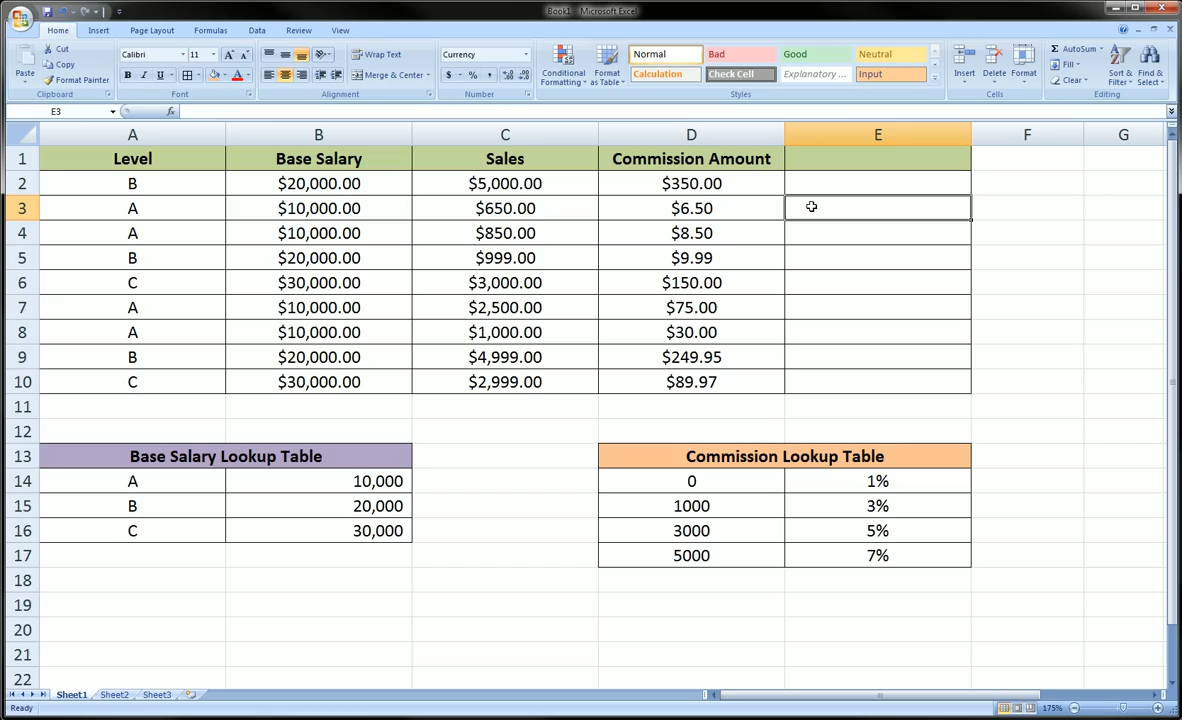 Book1 - Microsoft Excel
Home Insert Page Layout Formulas Data Review View
Cut Calibri 11 Wrap Text Currency Normal Bad Good Neutral AutoSum
Copy Fill
Paste Format Painter Merge & Center Conditional Formatting Format as Table Calculation Check Cell Explanatory ... Input Insert Delete Format Clear Sort & Filter Find & Select
Clipboard Font Alignment Number Styles Cells Editing
E3 fx
A B C D E F G
1 Level Base Salary Sales Commission Amount
2 B $20,000.00 $5,000.00 $350.00
3 A $10,000.00 $650.00 $6.50
4 A $10,000.00 $850.00 $8.50
5 B $20,000.00 $999.00 $9.99
6 C $30,000.00 $3,000.00 $150.00
7 A $10,000.00 $2,500.00 $75.00
8 A $10,000.00 $1,000.00 $30.00
9 B $20,000.00 $4,999.00 $249.95
10 C $30,000.00 $2,999.00 $89.97
11
12
13 Base Salary Lookup Table Commission Lookup Table
14 A 10,000 0 1%
15 B 20,000 1000 3%
16 C 30,000 3000 5%
17 5000 7%
18
19
20
21
22
Sheet1 Sheet2 Sheet3
Ready 175%